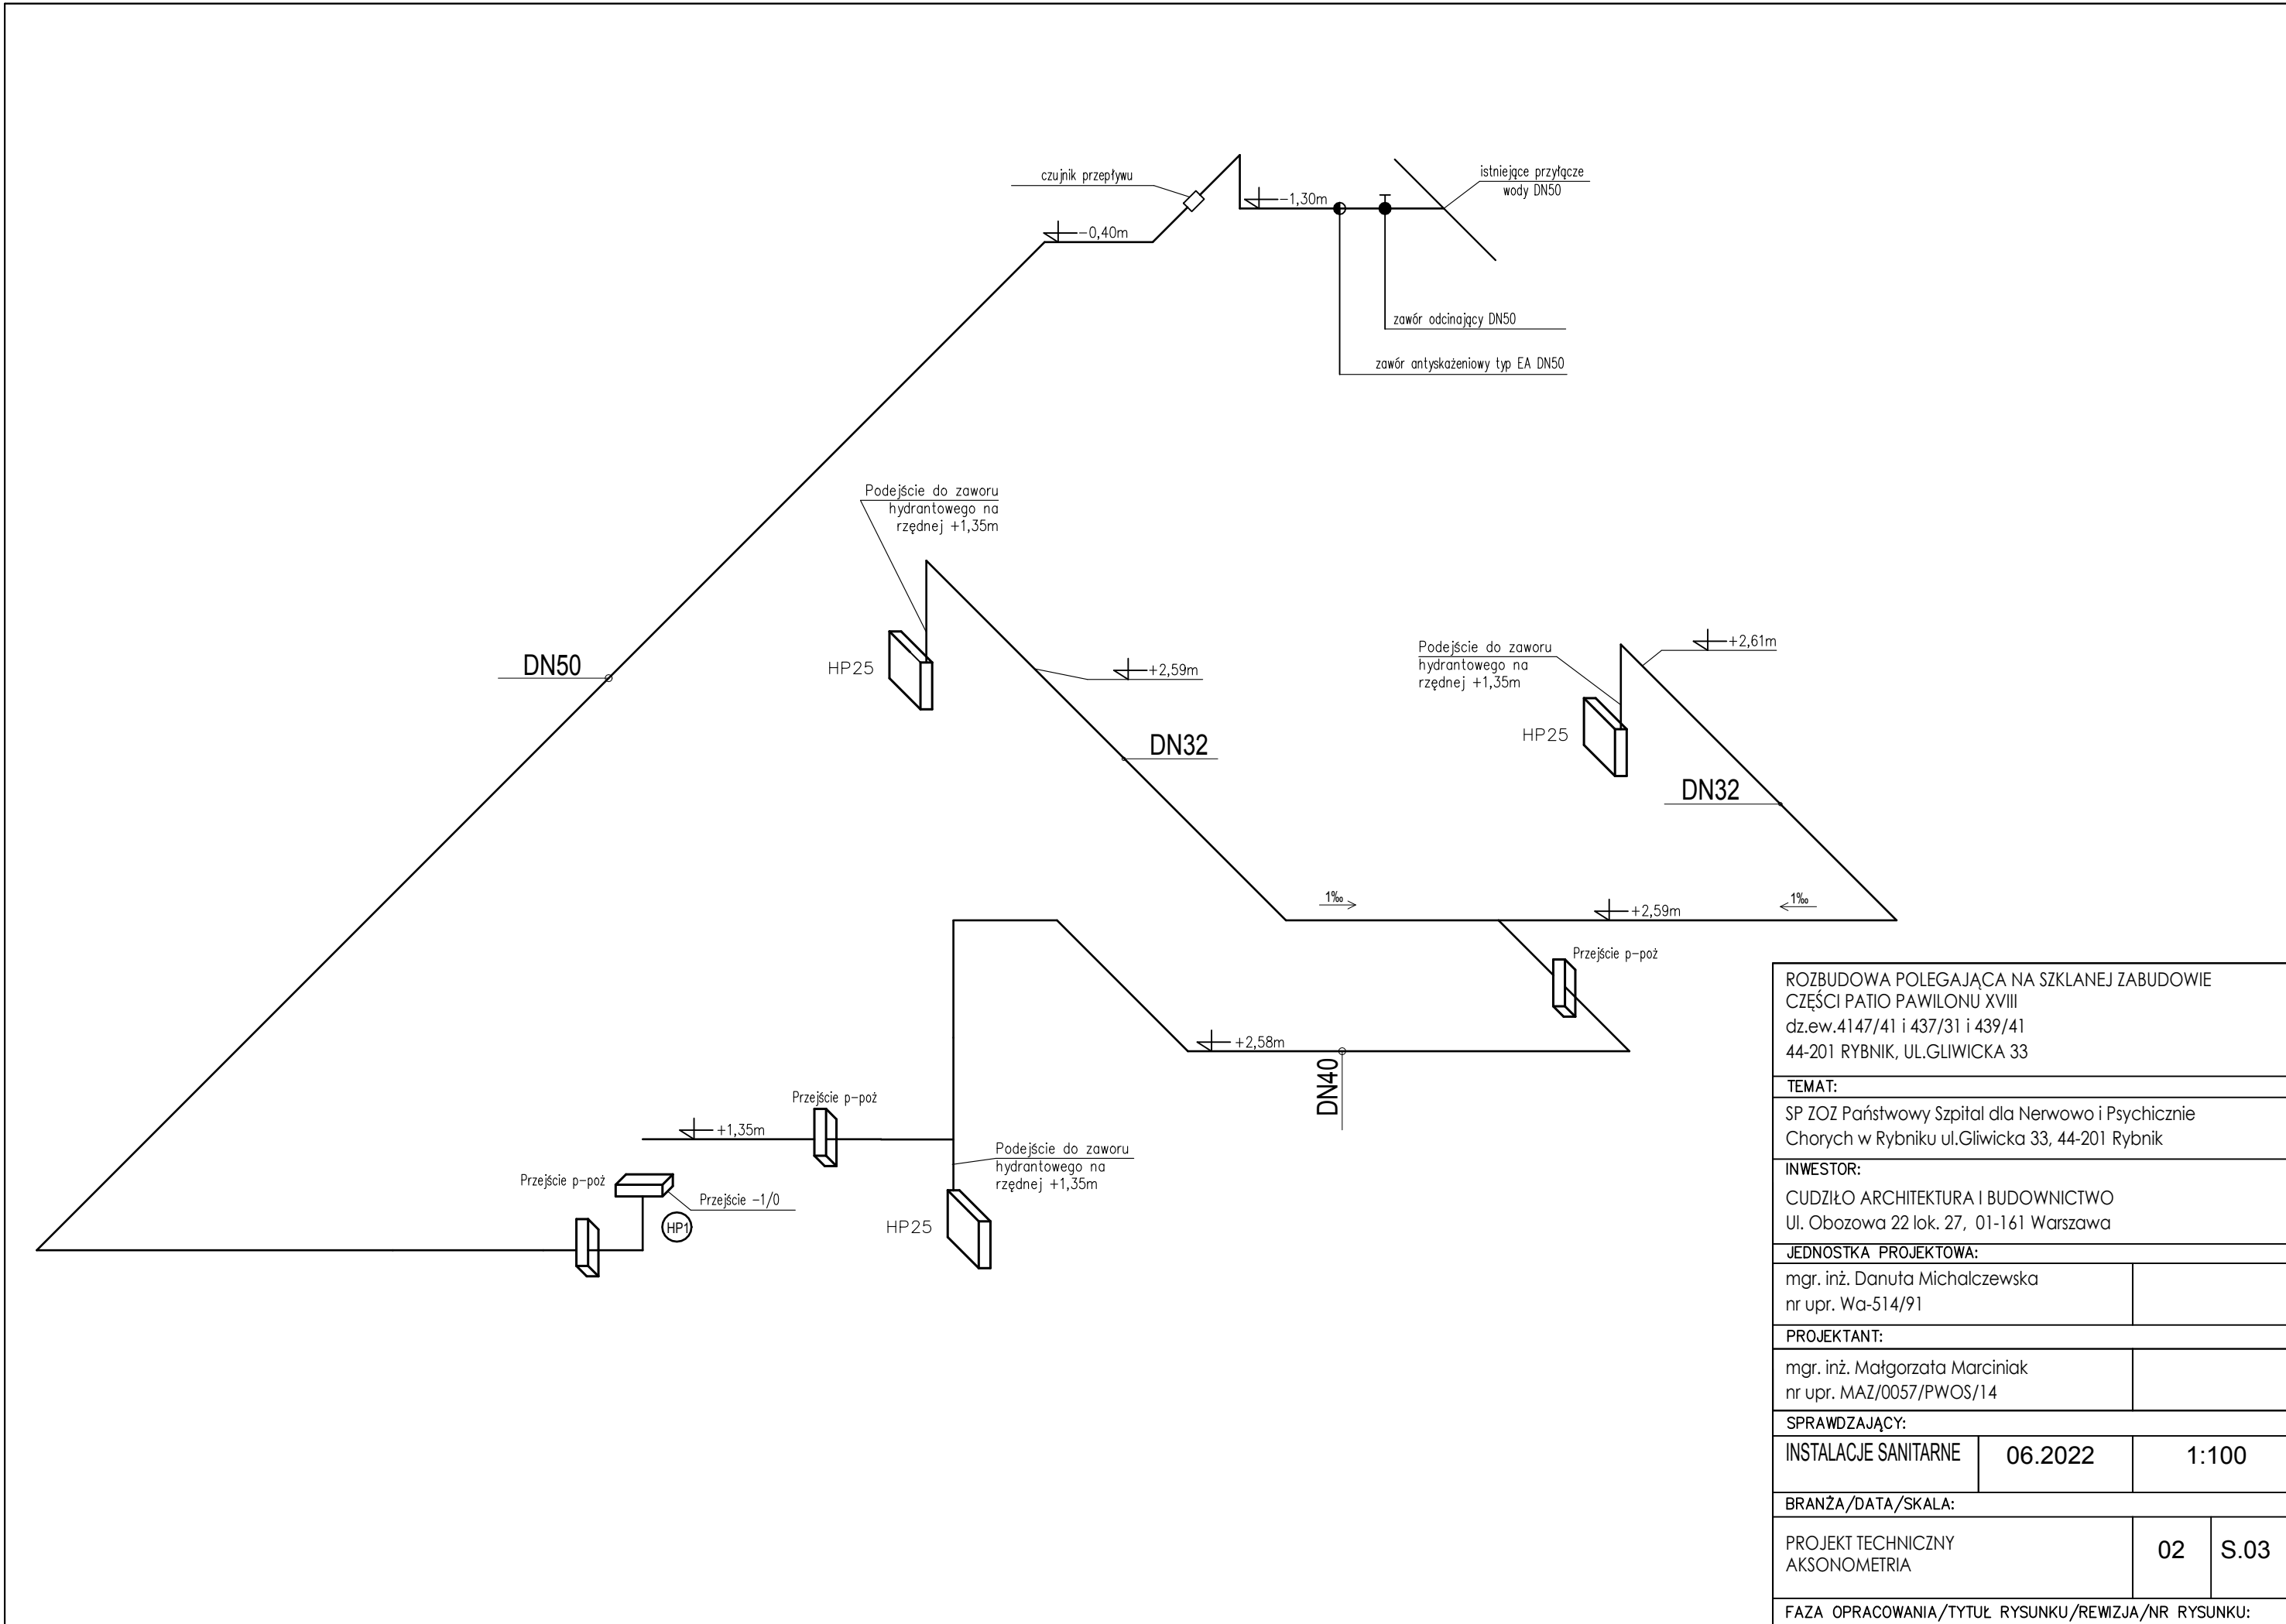 czujnik przepływu
-0,40m
-1,30m
istniejące przyłącze
wody DN50
zawór odcinający DN50
zawór antyskażeniowy typ EA DN50
Podejście do zaworu
hydrantowego na
rzędnej +1,35m
HP25
DN50
+2,59m
DN32
Podejście do zaworu
hydrantowego na
rzędnej +1,35m
HP25
+2,61m
DN32
1‰
+2,59m
1‰
Przejście p-poż
+2,58m
DN40
Przejście p-poż
+1,35m
Podejście do zaworu
hydrantowego na
rzędnej +1,35m
HP25
Przejście p-poż
Przejście -1/0
HP1
ROZBUDOWA POLEGAJĄCA NA SZKLANEJ ZABUDOWIE
CZĘŚCI PATIO PAWILONU XVIII
dz.ew.4147/41 i 437/31 i 439/41
44-201 RYBNIK, UL.GLIWICKA 33
TEMAT:
SP ZOZ Państwowy Szpital dla Nerwowo i Psychicznie
Chorych w Rybniku ul.Gliwicka 33, 44-201 Rybnik
INWESTOR:
CUDZIŁO ARCHITEKTURA I BUDOWNICTWO
Ul. Obozowa 22 lok. 27, 01-161 Warszawa
JEDNOSTKA PROJEKTOWA:
mgr. inż. Danuta Michalczewska
nr upr. Wa-514/91
PROJEKTANT:
mgr. inż. Małgorzata Marciniak
nr upr. MAZ/0057/PWOS/14
SPRAWDZAJĄCY:
INSTALACJE SANITARNE 06.2022 1:100
BRANŻA/DATA/SKALA:
PROJEKT TECHNICZNY
AKSONOMETRIA
02 S.03
FAZA OPRACOWANIA/TYTUŁ RYSUNKU/REWIZJA/NR RYSUNKU: